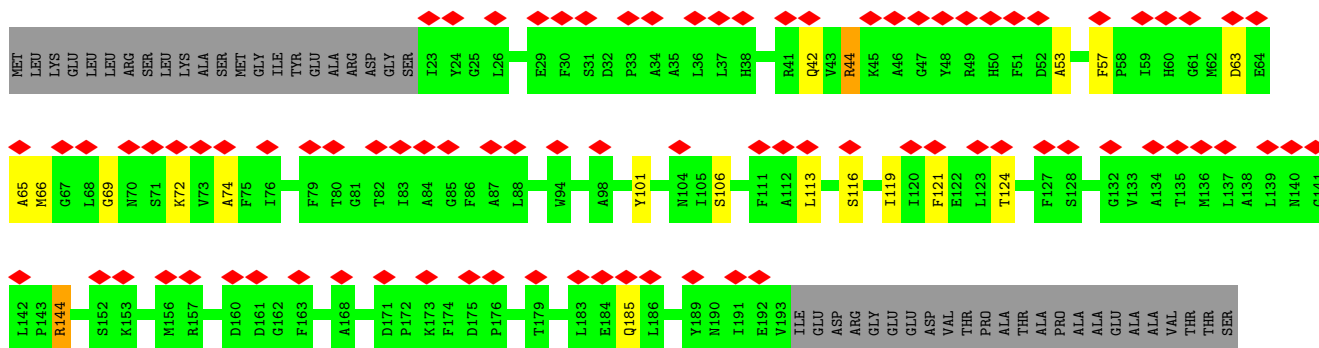 MET LEU LYS GLU LEU LEU ARG SER LEU LYS ALA SER MET GLY ILE TYR GLU ALA ARG ASP GLY SER I23 Y24 G25 L26 E29 F30 S31 D32 P33 A34 A35 L36 L37 H38 R41 Q42 V43 R44 K45 A46 G47 Y48 R49 H50 F51 D52 A53 F57 P58 I59 H60 G61 M62 D63 E64
A65 M66 G67 L68 G69 N70 S71 K72 V73 A74 F75 I76 F79 T80 G81 T82 I83 A84 G85 F86 A87 L88 W94 A98 Y101 N104 I105 S106 F111 A112 L113 S116 I119 I120 F121 E122 L123 T124 F127 S128 G132 V133 A134 T135 M136 L137 A138 L139 N140 G141
L142 P143 R144 S152 K153 M156 R157 D160 D161 G162 F163 A168 D171 P172 K173 F174 D175 P176 T179 L183 E184 Q185 L186 Y189 N190 I191 E192 V193 ILE GLU ASP ARG GLY GLU GLU ASP VAL THR PRO ALA THR ALA PRO ALA ALA GLU ALA ALA VAL THR THR SER